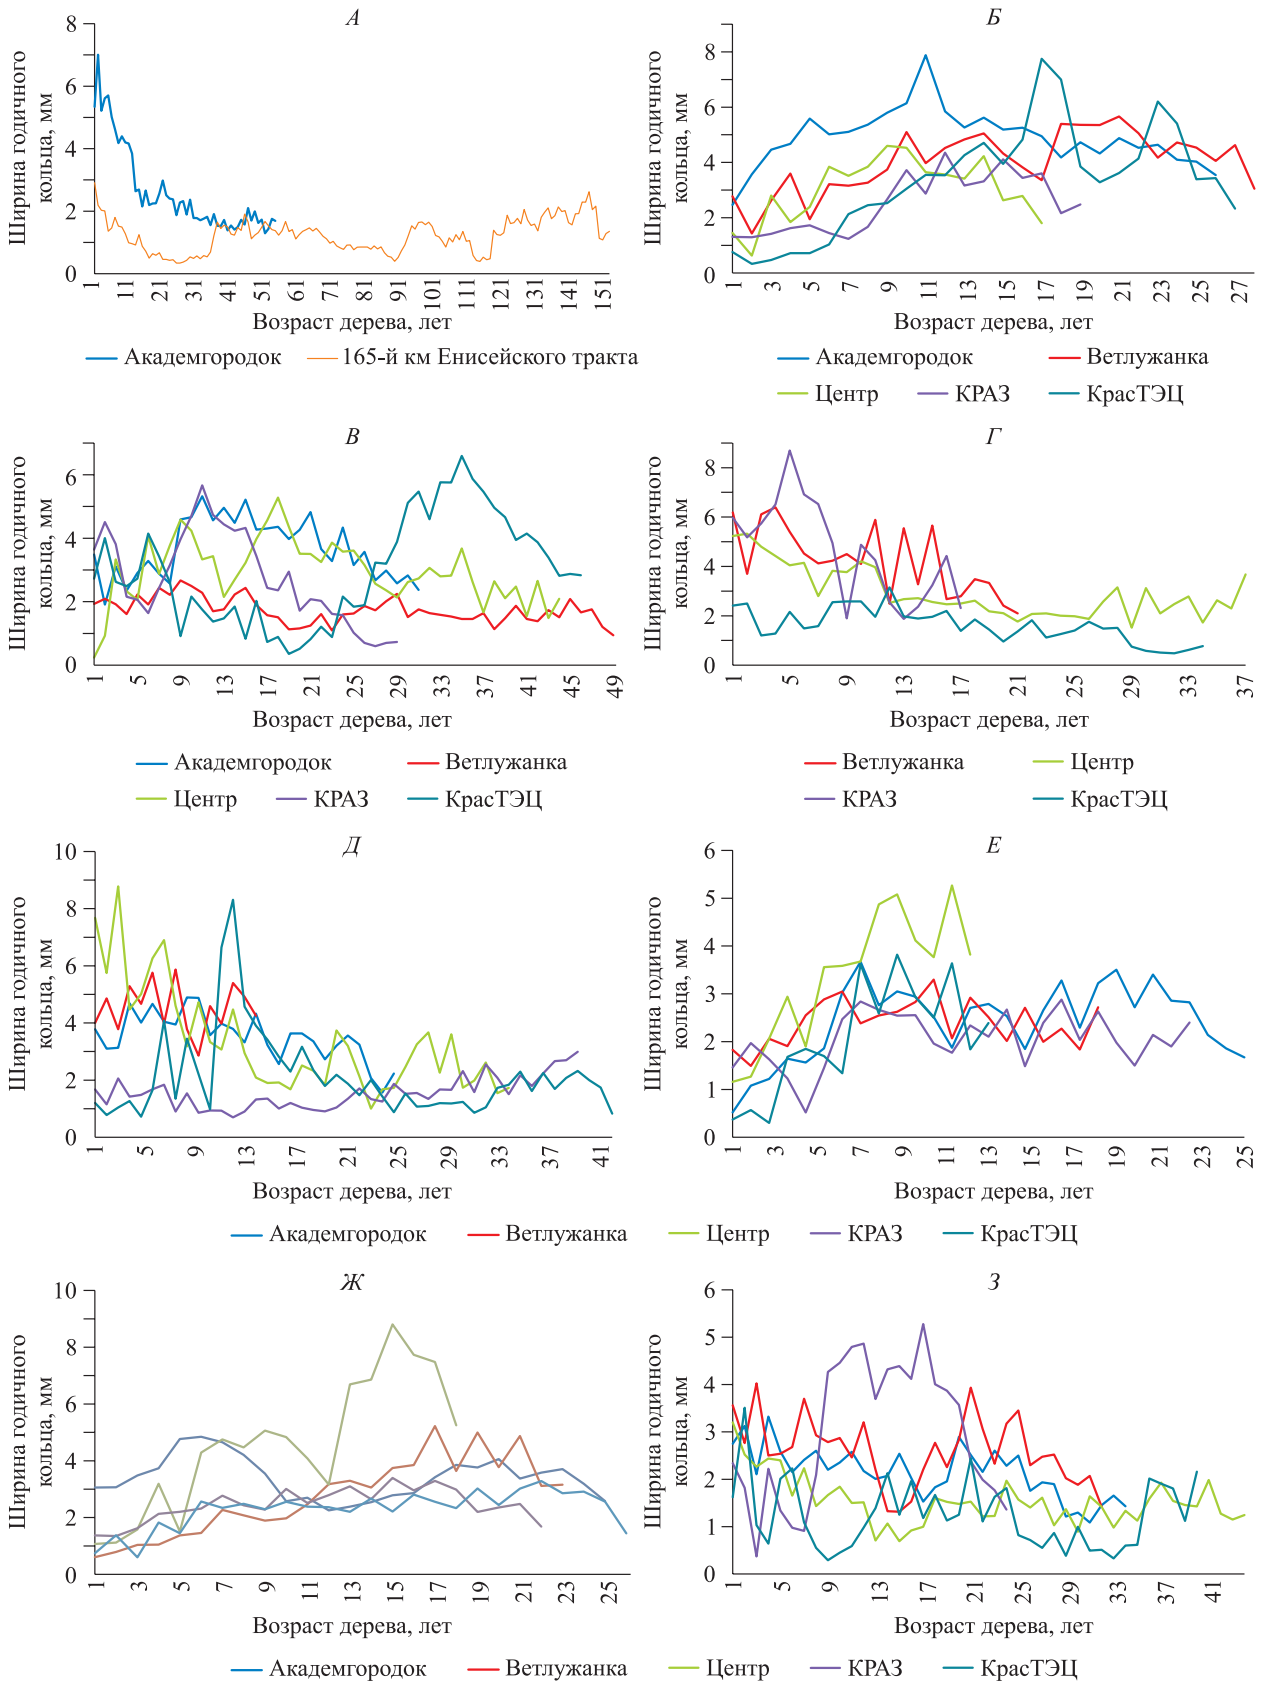 А
Ширина годичного
кольца, мм
8
6
4
2
0
1 11 21 31 41 51 61 71 81 91 101 111 121 131 141 151
Возраст дерева, лет
Академгородок 165-й км Енисейского тракта
Б
Ширина годичного
кольца, мм
8
6
4
2
0
1 3 5 7 9 11 13 15 17 19 21 23 25 27
Возраст дерева, лет
Академгородок Ветлужанка
Центр КРАЗ КрасТЭЦ
В
Ширина годичного
кольца, мм
6
4
2
0
1 5 9 13 17 21 25 29 33 37 41 45 49
Возраст дерева, лет
Академгородок Ветлужанка
Центр КРАЗ КрасТЭЦ
Г
Ширина годичного
кольца, мм
8
6
4
2
0
1 5 9 13 17 21 25 29 33 37
Возраст дерева, лет
Ветлужанка Центр
КРАЗ КрасТЭЦ
Д
Ширина годичного
кольца, мм
10
8
6
4
2
0
1 5 9 13 17 21 25 29 33 37 41
Возраст дерева, лет
Е
Ширина годичного
кольца, мм
6
5
4
3
2
1
0
1 3 5 7 9 11 13 15 17 19 21 23 25
Возраст дерева, лет
Академгородок Ветлужанка Центр КРАЗ КрасТЭЦ
Ж
Ширина годичного
кольца, мм
10
8
6
4
2
0
1 3 5 7 9 11 13 15 17 19 21 23 25
Возраст дерева, лет
З
Ширина годичного
кольца, мм
6
5
4
3
2
1
0
1 5 9 13 17 21 25 29 33 37 41
Возраст дерева, лет
Академгородок Ветлужанка Центр КРАЗ КрасТЭЦ